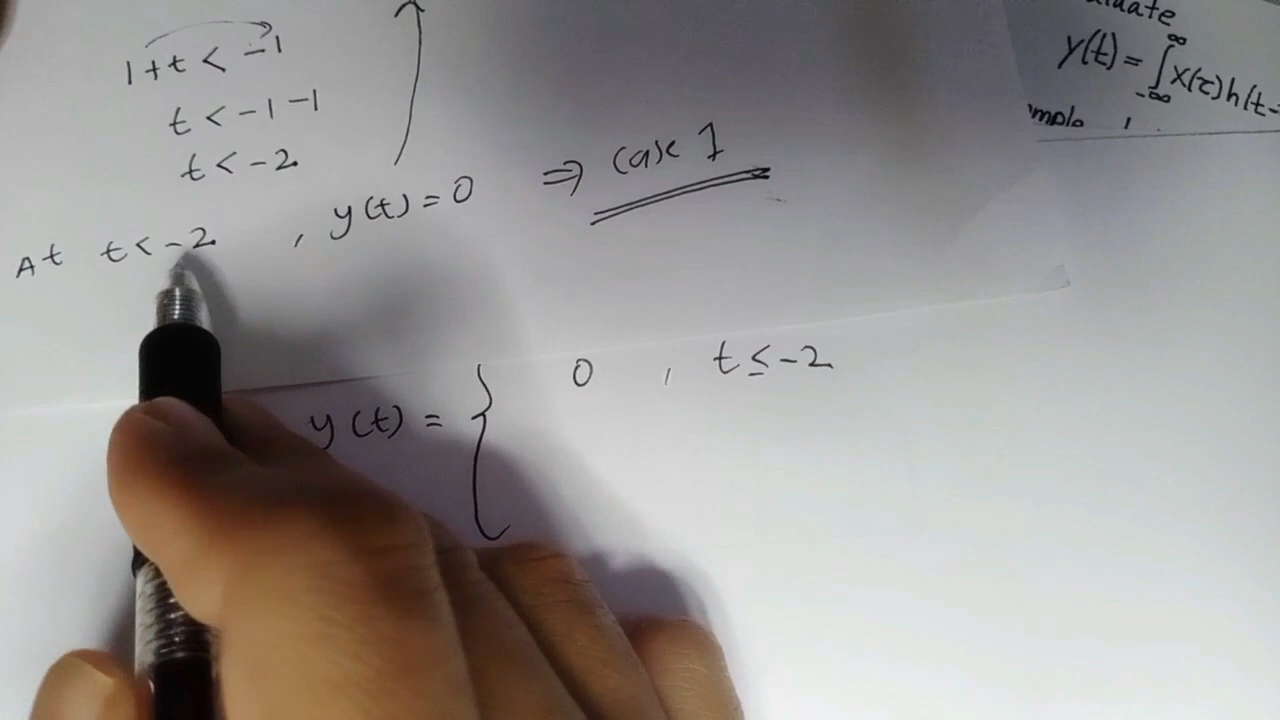 1+t < -1
t < -1 -1
t < -2
At t < -2 , y(t) = 0 ⇒ Case 1
y(t) = { 0 , t ≤ -2
y(t) = ∫_{-∞}^{∞} x(τ)h(t-